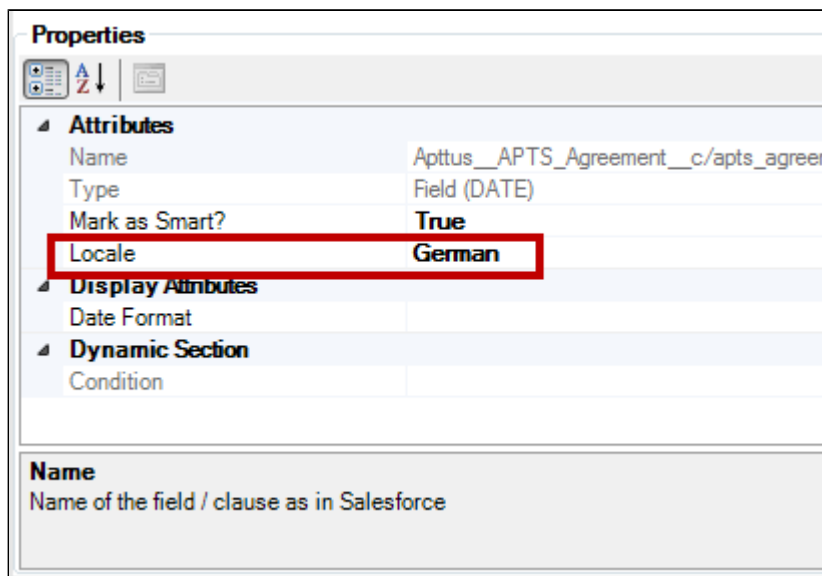 Properties
A
Z
Attributes
Name Apttus__APTS_Agreement__c/apts_agreer
Type Field (DATE)
Mark as Smart? True
Locale German
Display Attributes
Date Format
Dynamic Section
Condition
Name
Name of the field / clause as in Salesforce